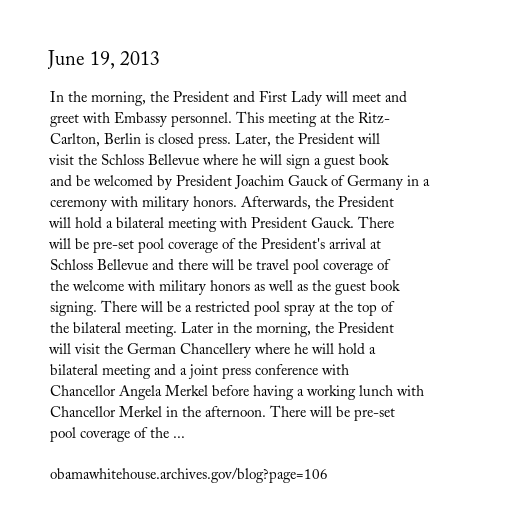 June 19, 2013
In the morning, the President and First Lady will meet and
greet with Embassy personnel. This meeting at the Ritz-
Carlton, Berlin is closed press. Later, the President will
visit the Schloss Bellevue where he will sign a guest book
and be welcomed by President Joachim Gauck of Germany in a
ceremony with military honors. Afterwards, the President
will hold a bilateral meeting with President Gauck. There
will be pre-set pool coverage of the President's arrival at
Schloss Bellevue and there will be travel pool coverage of
the welcome with military honors as well as the guest book
signing. There will be a restricted pool spray at the top of
the bilateral meeting. Later in the morning, the President
will visit the German Chancellery where he will hold a
bilateral meeting and a joint press conference with
Chancellor Angela Merkel before having a working lunch with
Chancellor Merkel in the afternoon. There will be pre-set
pool coverage of the ...
obamawhitehouse.archives.gov/blog?page=106